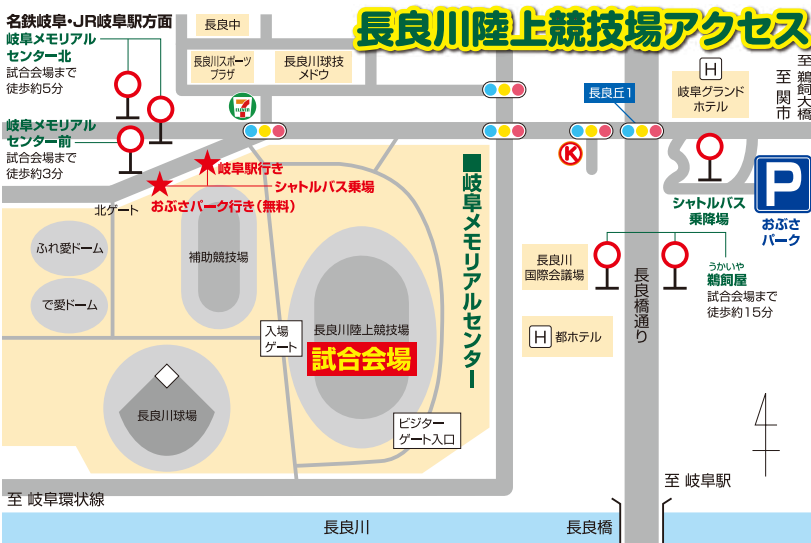 長良川陸上競技場アクセス
名鉄岐阜・JR岐阜駅方面
岐阜メモリアル
センター北
試合会場まで
徒歩約5分
岐阜メモリアル
センター前
試合会場まで
徒歩約3分
長良中
長良川スポーツ
プラザ
長良川球技
メドウ
7
ELEVEN
長良丘1
H
岐阜グランド
ホテル
至 関市
至 鵜飼大橋
K
岐阜駅行き
シャトルバス乗場
おぶさパーク行き(無料)
北ゲート
ふれ愛ドーム
で愛ドーム
補助競技場
■岐阜メモリアルセンター
シャトルバス
乗降場
P
おぶさ
パーク
長良川
国際会議場
うかいや
鵜飼屋
試合会場まで
徒歩約15分
長良橋通り
H 都ホテル
入場
ゲート
長良川陸上競技場
試合会場
長良川球場
ビジター
ゲート入口
至 岐阜環状線
至 岐阜駅
長良川
長良橋